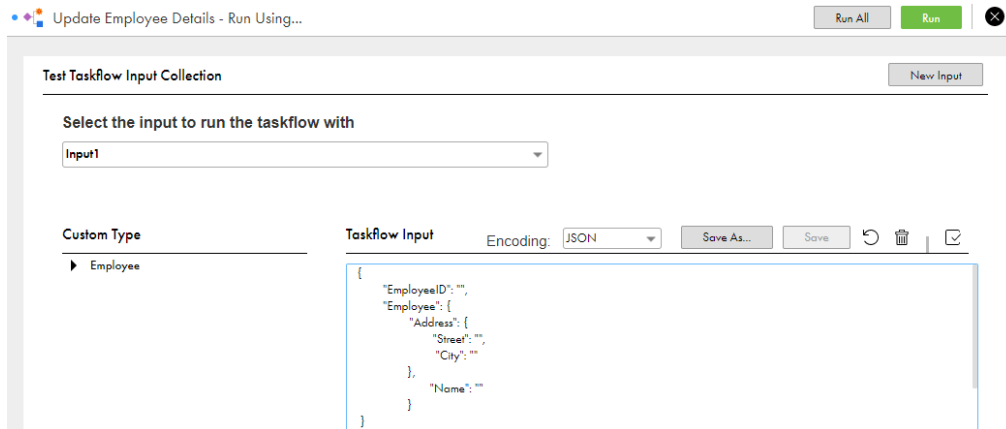 Update Employee Details - Run Using...
Run All
Run
Test Taskflow Input Collection
New Input
Select the input to run the taskflow with
Input1
Custom Type
Taskflow Input
Encoding:
JSON
Save As...
Save
Employee
{
"EmployeeID": "",
"Employee": {
"Address": {
"Street": "",
"City": ""
},
"Name": ""
}
}